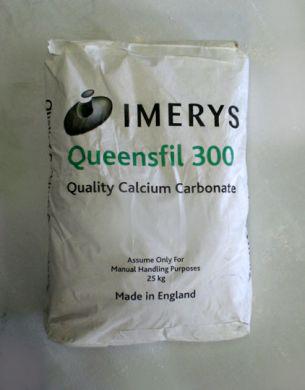 IMERYS
Queensfil 300
Quality Calcium Carbonate
Assume Only For
Manual Handling Purposes
25 kg
Made in England